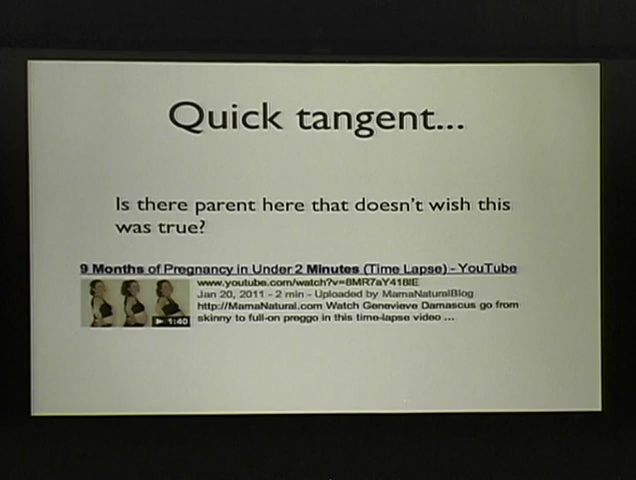 Quick tangent...
Is there parent here that doesn't wish this
was true?
9 Months of Pregnancy in Under 2 Minutes (Time Lapse) - YouTube
www.youtube.com/watch?v=8MR7aY418IE
Jan 20, 2011 - 2 min - Uploaded by MamaNaturalBlog
http://MamaNatural.com Watch Genevieve Damascus go from
1:40
skinny to full-on preggo in this time-lapse video ...